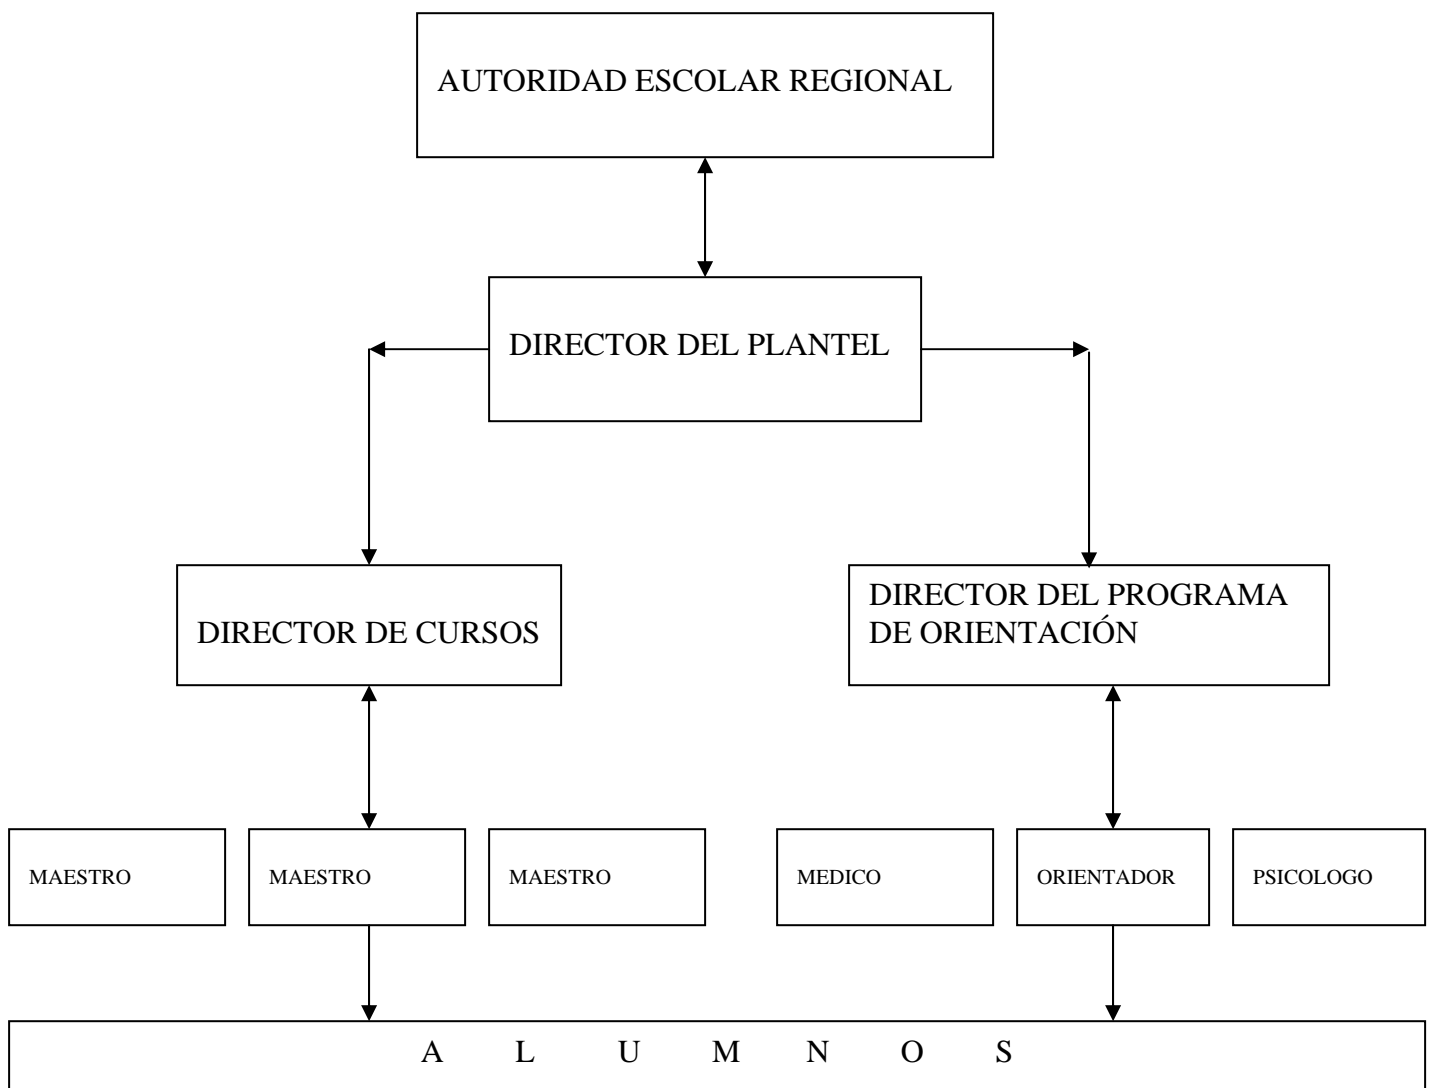 AUTORIDAD ESCOLAR REGIONAL
DIRECTOR DEL PLANTEL
DIRECTOR DE CURSOS
DIRECTOR DEL PROGRAMA
DE ORIENTACIÓN
MAESTRO
MAESTRO
MAESTRO
MEDICO
ORIENTADOR
PSICOLOGO
A L U M N O S